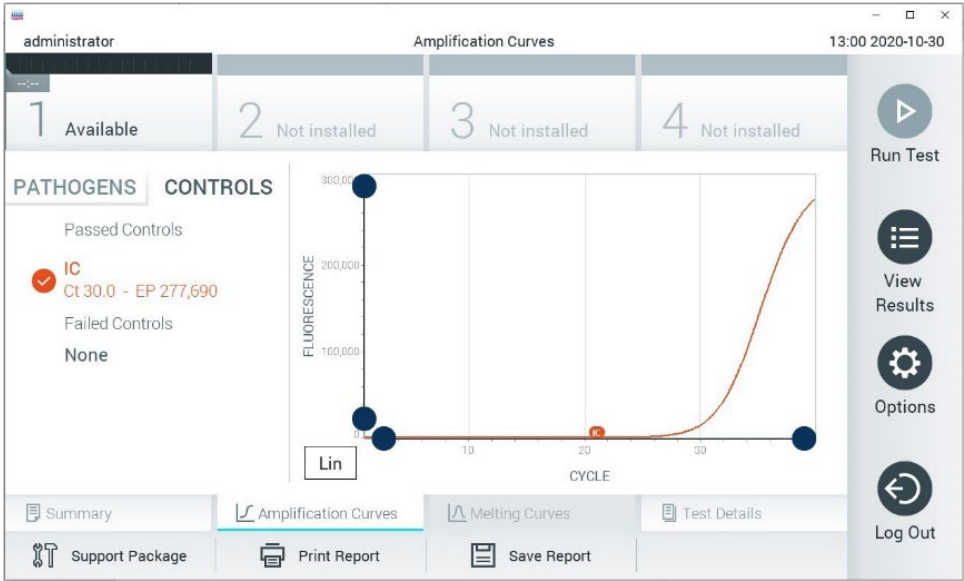 administrator
Amplification Curves
13:00 2020-10-30
--:--
1 Available
2 Not installed
3 Not installed
4 Not installed
Run Test
PATHOGENS
CONTROLS
Passed Controls
IC
Ct 30.0 - EP 277,690
Failed Controls
None
FLUORESCENCE
300,00
200,000
100,000
0
IC
10
20
30
CYCLE
Lin
View
Results
Options
Log Out
Summary
Amplification Curves
Melting Curves
Test Details
Support Package
Print Report
Save Report